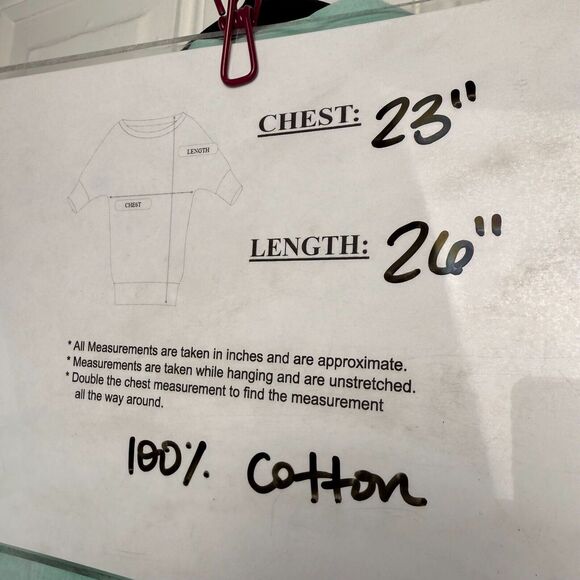 CHEST: 23"
LENGTH
CHEST
LENGTH: 26"
* All Measurements are taken in inches and are approximate.
* Measurements are taken while hanging and are unstretched.
* Double the chest measurement to find the measurement
all the way around.
100% Cotton